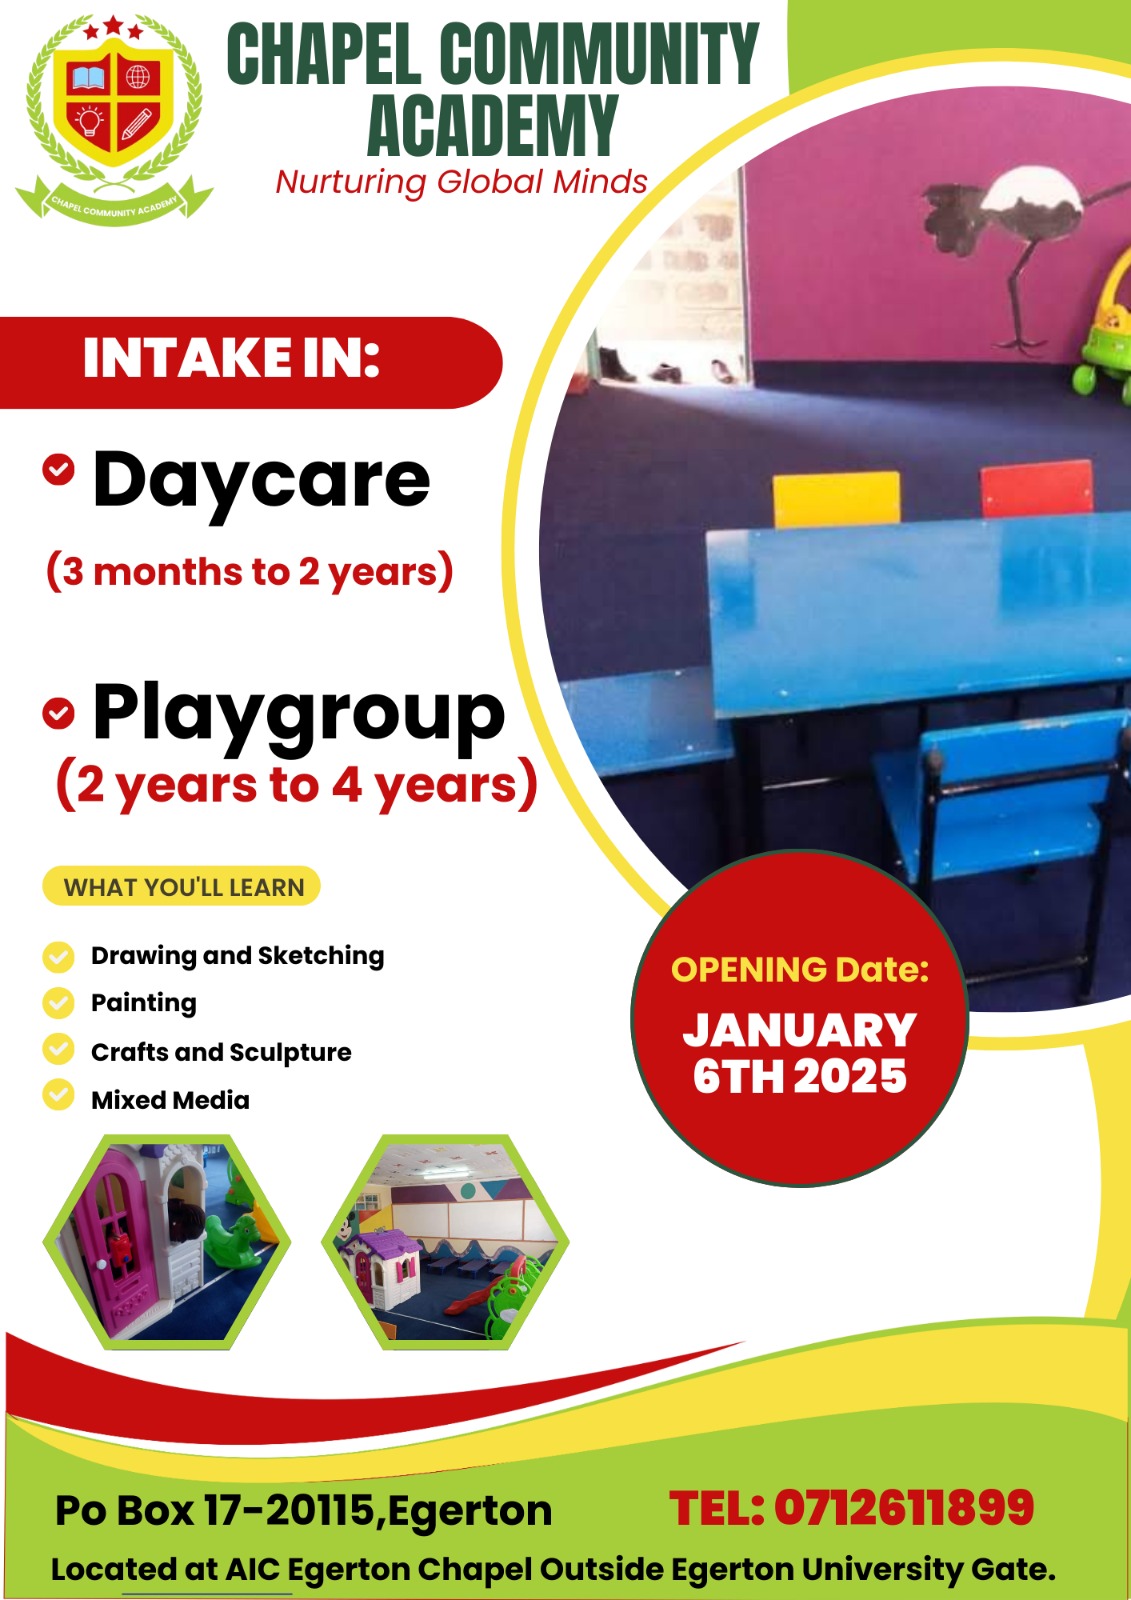 CHAPEL COMMUNITY
ACADEMY
Nurturing Global Minds
CHAPEL COMMUNITY ACADEMY
INTAKE IN:
Daycare
(3 months to 2 years)
Playgroup
(2 years to 4 years)
WHAT YOU'LL LEARN
Drawing and Sketching
Painting
Crafts and Sculpture
Mixed Media
OPENING Date:
JANUARY
6TH 2025
Po Box 17-20115,Egerton
TEL: 0712611899
Located at AIC Egerton Chapel Outside Egerton University Gate.